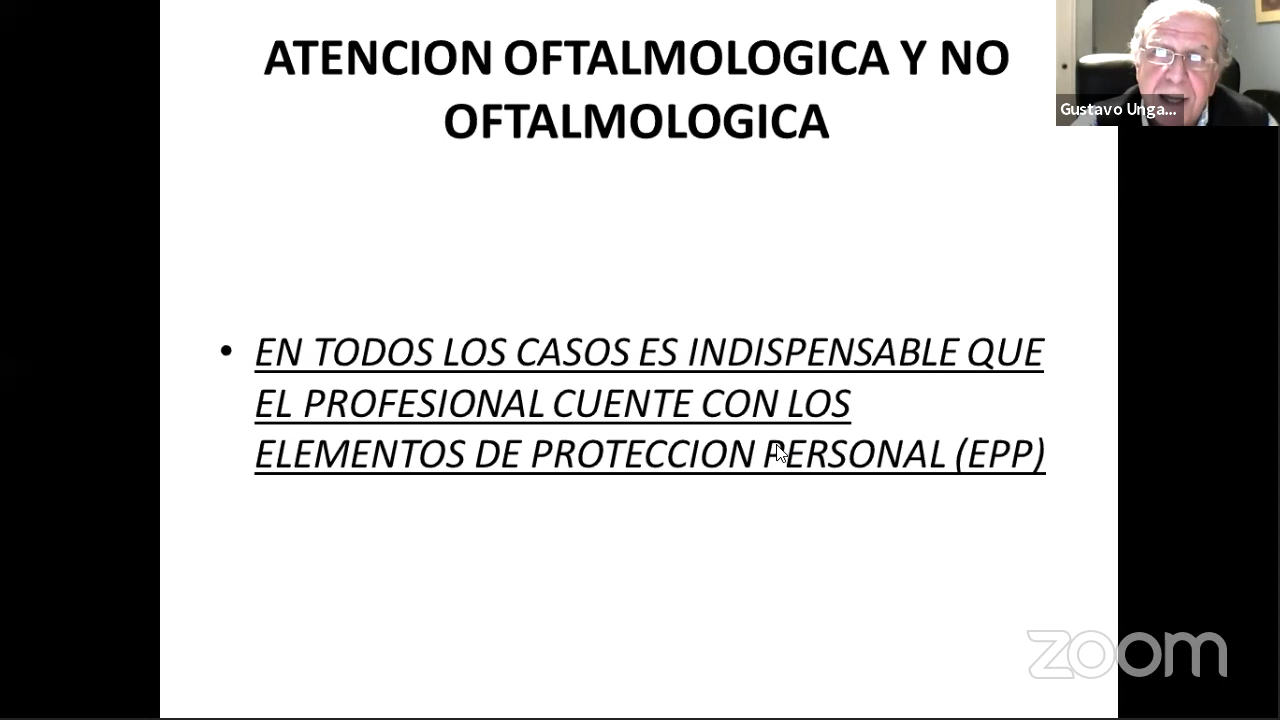 ATENCION OFTALMOLOGICA Y NO
OFTALMOLOGICA
Gustavo Unga...
• EN TODOS LOS CASOS ES INDISPENSABLE QUE
EL PROFESIONAL CUENTE CON LOS
ELEMENTOS DE PROTECCION PERSONAL (EPP)
zoom